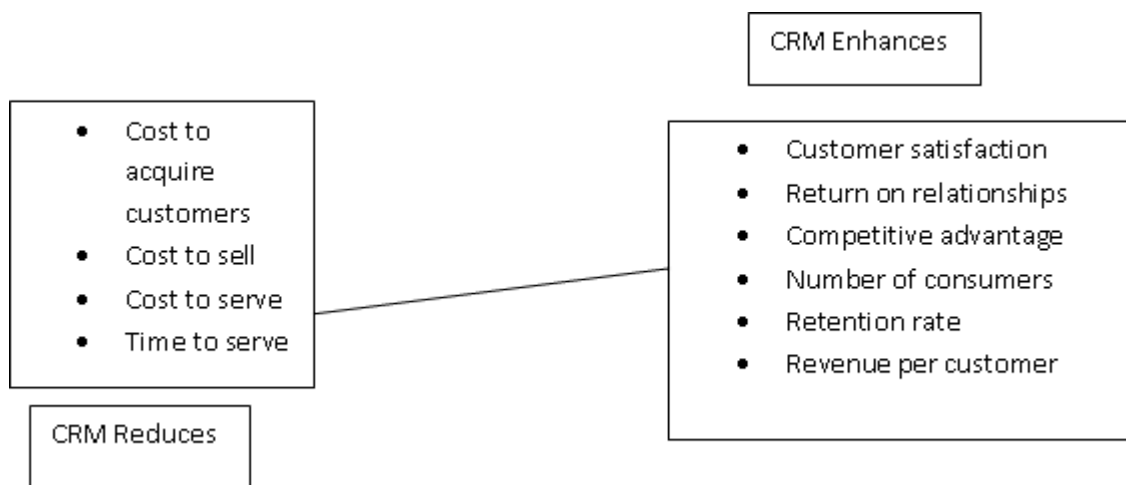 CRM Enhances
• Cost to
acquire
customers
• Cost to sell
• Cost to serve
• Time to serve
CRM Reduces
• Customer satisfaction
• Return on relationships
• Competitive advantage
• Number of consumers
• Retention rate
• Revenue per customer